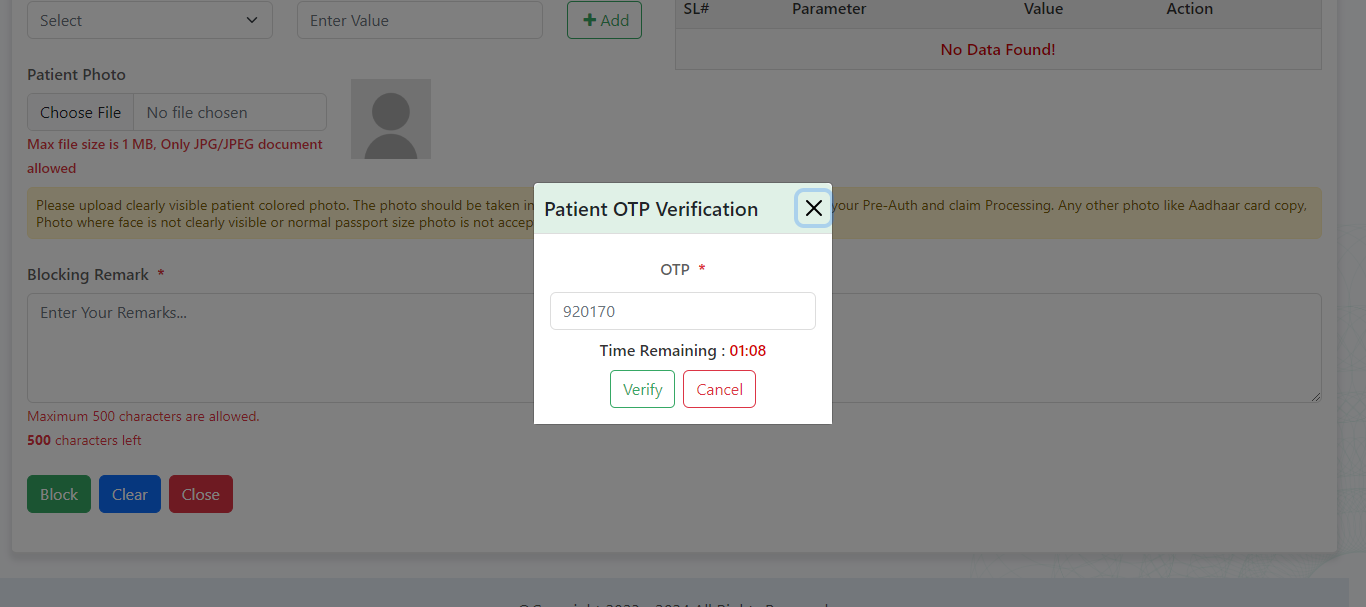 Select
Enter Value
Add
SL# Parameter Value Action
No Data Found!
Patient Photo
Choose File No file chosen
Max file size is 1 MB, Only JPG/JPEG document
allowed
Please upload clearly visible patient colored photo. The photo should be taken in your Pre-Auth and claim Processing. Any other photo like Aadhaar card copy,
Photo where face is not clearly visible or normal passport size photo is not accep
Patient OTP Verification
OTP *
920170
Time Remaining : 01:08
Verify Cancel
Blocking Remark *
Enter Your Remarks...
Maximum 500 characters are allowed.
500 characters left
Block Clear Close